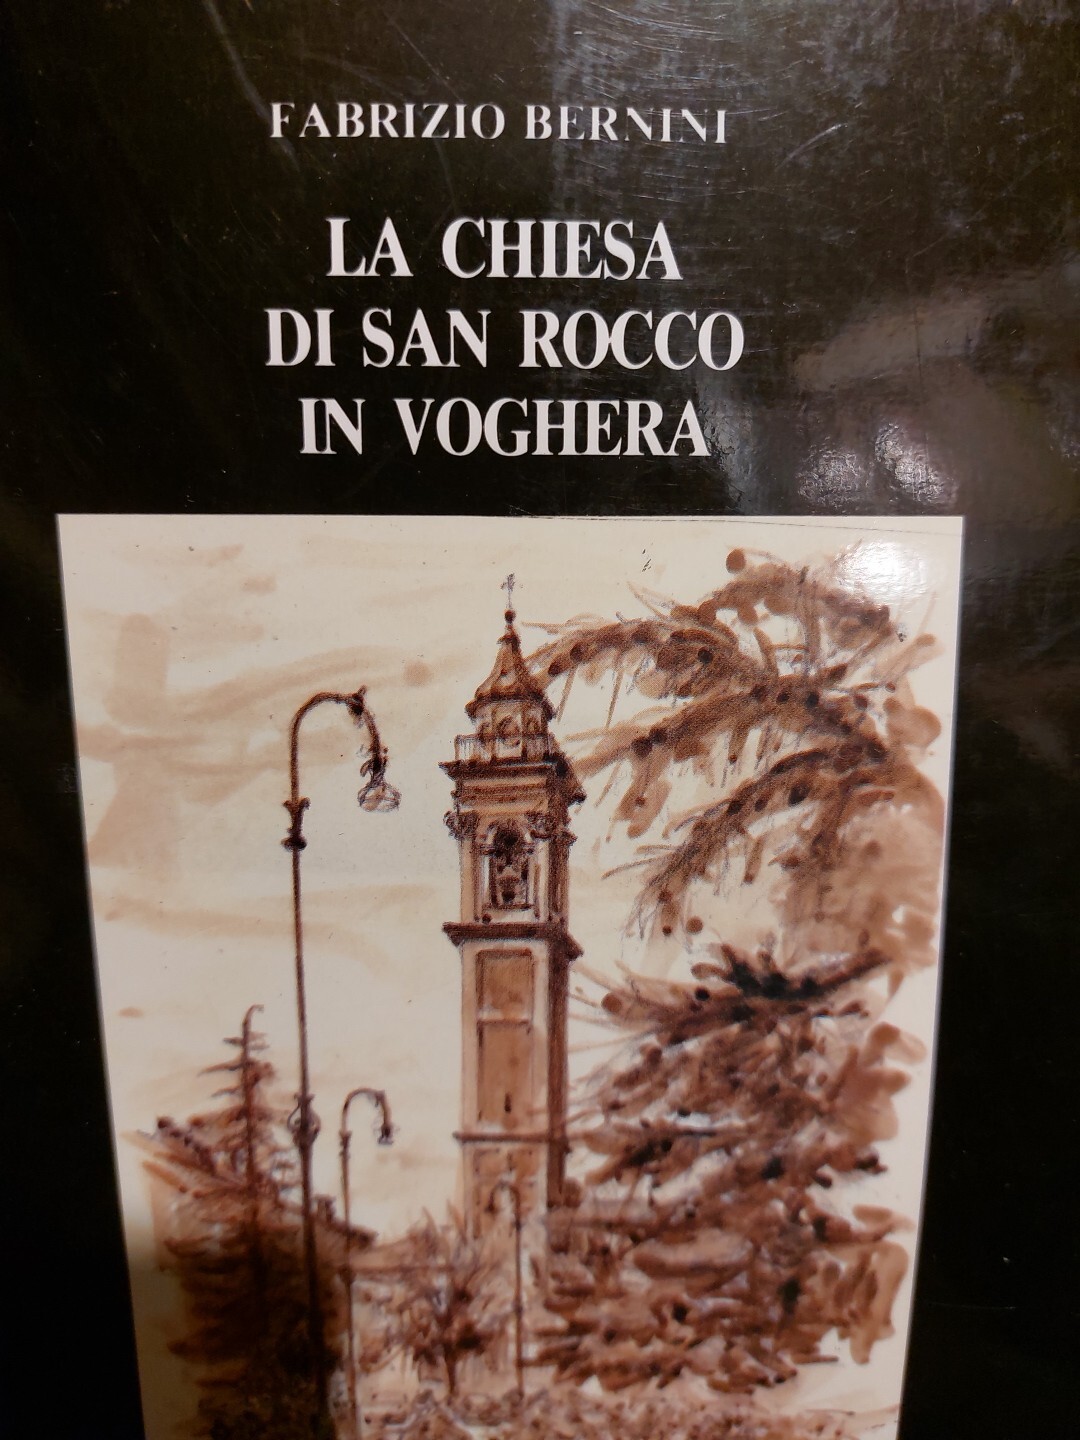 FABRIZIO BERNINI
LA CHIESA
DI SAN ROCCO
IN VOGHERA